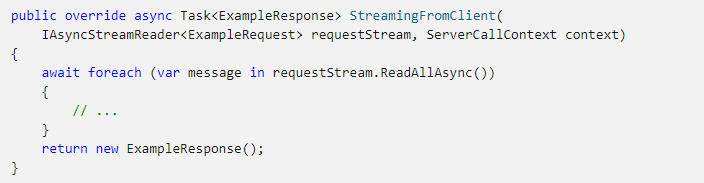 public override async Task<ExampleResponse> StreamingFromClient(
    IAsyncStreamReader<ExampleRequest> requestStream, ServerCallContext context)
{
    await foreach (var message in requestStream.ReadAllAsync())
    {
        // ...
    }
    return new ExampleResponse();
}